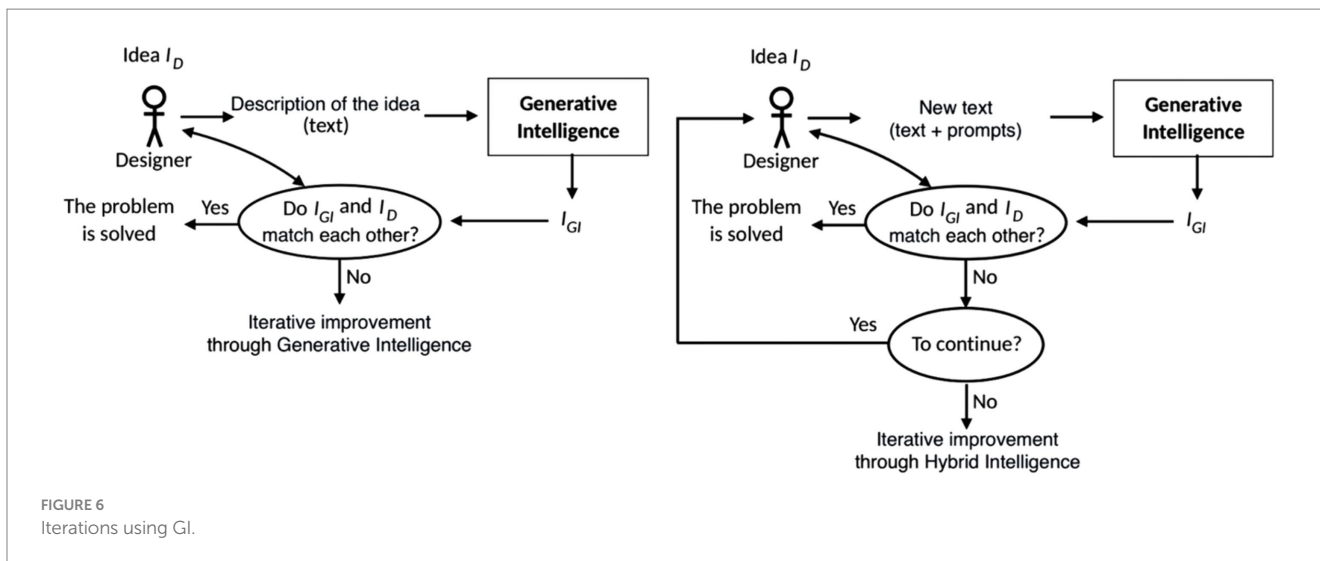 Idea I_D
Description of the idea
(text)
Generative
Intelligence
Designer
The problem
is solved
Yes
Do I_GI and I_D
match each other?
I_GI
No
Iterative improvement
through Generative Intelligence
Idea I_D
New text
(text + prompts)
Generative
Intelligence
Designer
The problem
is solved
Yes
Do I_GI and I_D
match each other?
I_GI
No
Yes
To continue?
No
Iterative improvement
through Hybrid Intelligence
FIGURE 6
Iterations using GI.